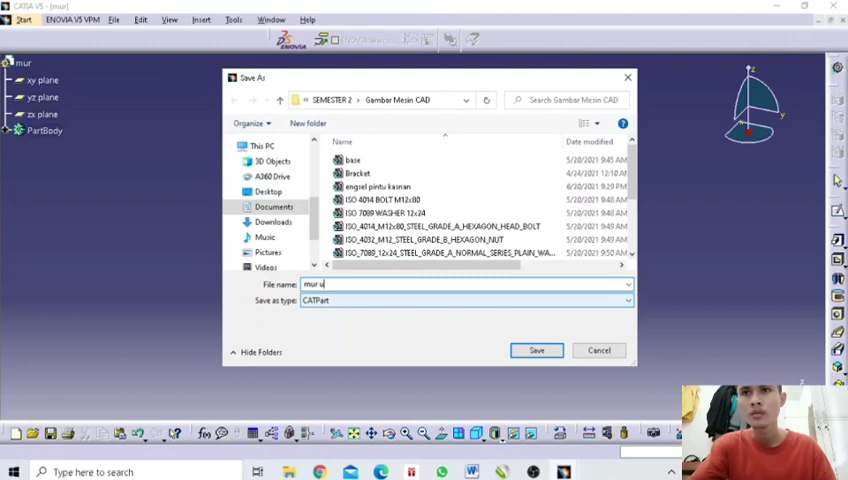 CATIA V5 - [mur]
Start ENOVIA V5 VPM File Edit View Insert Tools Window Help
ENOVIA
mur
xy plane
yz plane
zx plane
PartBody
z
y
x
Save As
« SEMESTER 2 › Gambar Mesin CAD
Search Gambar Mesin CAD
Organize New folder
Name Date modified
This PC
3D Objects
A360 Drive
Desktop
Documents
Downloads
Music
Pictures
Videos
base 5/20/2021 9:45 AM
Bracket 5/20/2021 12:10 AM
engsel pintu kasnan 6/20/2021 9:29 PM
ISO 4014 BOLT M12x80 5/20/2021 9:48 AM
ISO 7089 WASHER 12x24 5/20/2021 9:48 AM
ISO_4014_M12x80_STEEL_GRADE_A_HEXAGON_HEAD_BOLT 5/20/2021 9:49 AM
ISO_4032_M12_STEEL_GRADE_B_HEXAGON_NUT 5/20/2021 9:49 AM
ISO_7089_12x24_STEEL_GRADE_A_NORMAL_SERIES_PLAIN_WA... 5/20/2021 9:50 AM
File name: mur u
Save as type: CATPart
Hide Folders
Save Cancel
f(x)
Type here to search